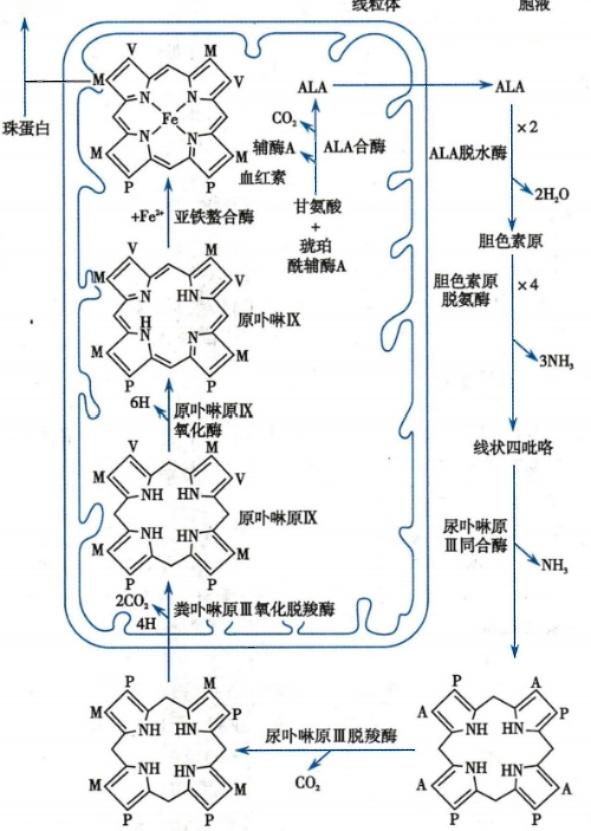 线粒体
胞液
V
M
M
V
N
N
Fe
N
N
M
M
P
P
血红素
珠蛋白
ALA
ALA
CO₂
辅酶A
ALA合酶
甘氨酸
+
琥珀
酰辅酶A
×2
ALA脱水酶
2H₂O
胆色素原
胆色素原
脱氨酶
×4
3NH₃
线状四吡咯
尿卟啉原
Ⅲ同合酶
NH₃
+Fe²⁺
亚铁螯合酶
V
M
M
V
N
HN
H
N
N
M
M
P
P
原卟啉Ⅸ
6H
原卟啉原Ⅸ
氧化酶
V
M
M
V
NH
HN
NH
HN
M
M
P
P
原卟啉原Ⅸ
2CO₂
4H
粪卟啉原Ⅲ氧化脱羧酶
P
M
M
P
NH
HN
NH
HN
M
M
P
P
尿卟啉原Ⅲ脱羧酶
CO₂
P
A
A
P
NH
HN
NH
HN
A
A
P
P